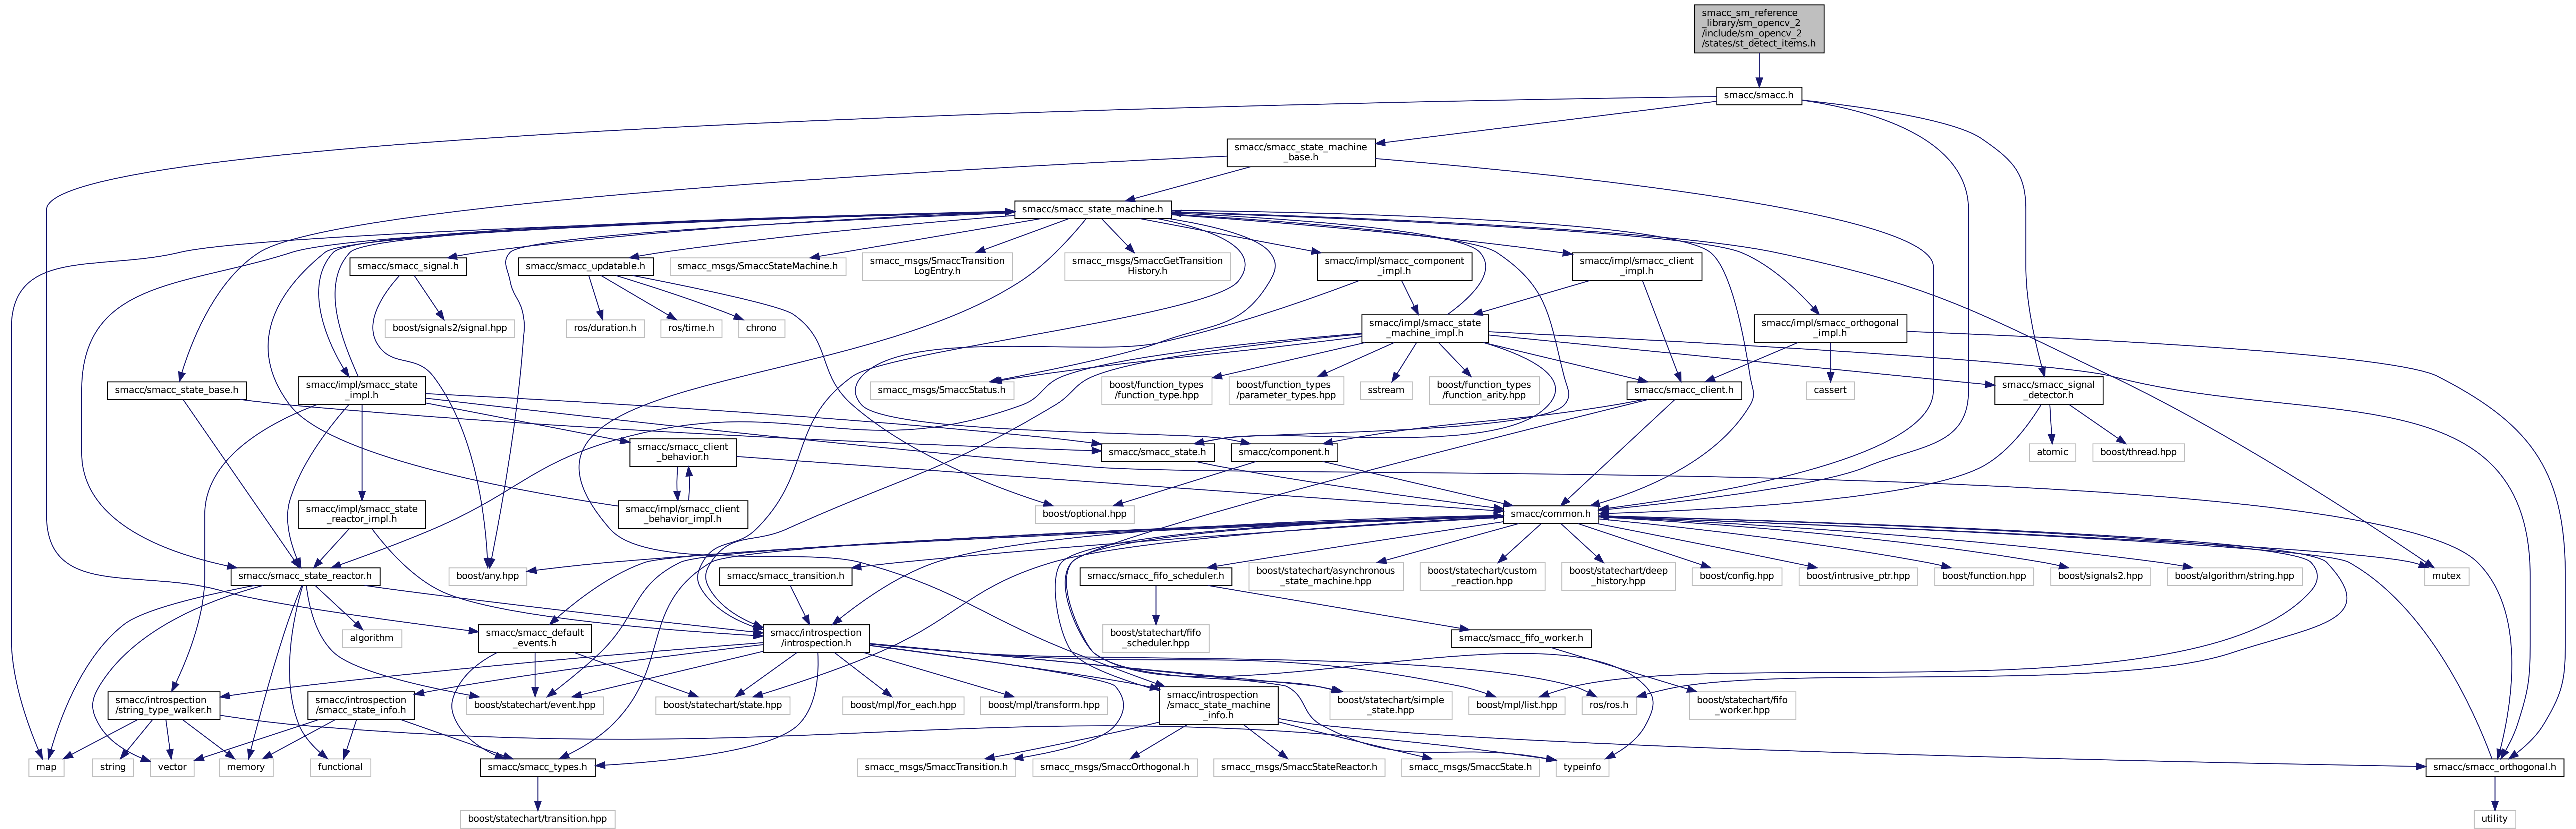 smacc_sm_reference
_library/sm_opencv_2
/include/sm_opencv_2
/states/st_detect_items.h
smacc/smacc.h
smacc/smacc_state_machine
_base.h
smacc/smacc_state_machine.h
smacc/smacc_signal.h
smacc/smacc_updatable.h
smacc_msgs/SmaccStateMachine.h
smacc_msgs/SmaccTransition
LogEntry.h
smacc_msgs/SmaccGetTransition
History.h
smacc/impl/smacc_component
_impl.h
smacc/impl/smacc_client
_impl.h
boost/signals2/signal.hpp
ros/duration.h
ros/time.h
chrono
smacc/impl/smacc_state
_machine_impl.h
smacc/impl/smacc_orthogonal
_impl.h
smacc/smacc_state_base.h
smacc/impl/smacc_state
_impl.h
smacc_msgs/SmaccStatus.h
boost/function_types
/function_type.hpp
boost/function_types
/parameter_types.hpp
sstream
boost/function_types
/function_arity.hpp
smacc/smacc_client.h
cassert
smacc/smacc_signal
_detector.h
smacc/smacc_client
_behavior.h
smacc/smacc_state.h
smacc/component.h
atomic
boost/thread.hpp
smacc/impl/smacc_state
_reactor_impl.h
smacc/impl/smacc_client
_behavior_impl.h
boost/optional.hpp
smacc/common.h
smacc/smacc_state_reactor.h
boost/any.hpp
smacc/smacc_transition.h
smacc/smacc_fifo_scheduler.h
boost/statechart/asynchronous
_state_machine.hpp
boost/statechart/custom
_reaction.hpp
boost/statechart/deep
_history.hpp
boost/config.hpp
boost/intrusive_ptr.hpp
boost/function.hpp
boost/signals2.hpp
boost/algorithm/string.hpp
mutex
algorithm
smacc/smacc_default
_events.h
smacc/introspection
/introspection.h
boost/statechart/fifo
_scheduler.hpp
smacc/smacc_fifo_worker.h
smacc/introspection
/string_type_walker.h
smacc/introspection
/smacc_state_info.h
boost/statechart/event.hpp
boost/statechart/state.hpp
boost/mpl/for_each.hpp
boost/mpl/transform.hpp
smacc/introspection
/smacc_state_machine
_info.h
boost/statechart/simple
_state.hpp
boost/mpl/list.hpp
ros/ros.h
boost/statechart/fifo
_worker.hpp
map
string
vector
memory
functional
smacc/smacc_types.h
smacc_msgs/SmaccTransition.h
smacc_msgs/SmaccOrthogonal.h
smacc_msgs/SmaccStateReactor.h
smacc_msgs/SmaccState.h
typeinfo
smacc/smacc_orthogonal.h
boost/statechart/transition.hpp
utility